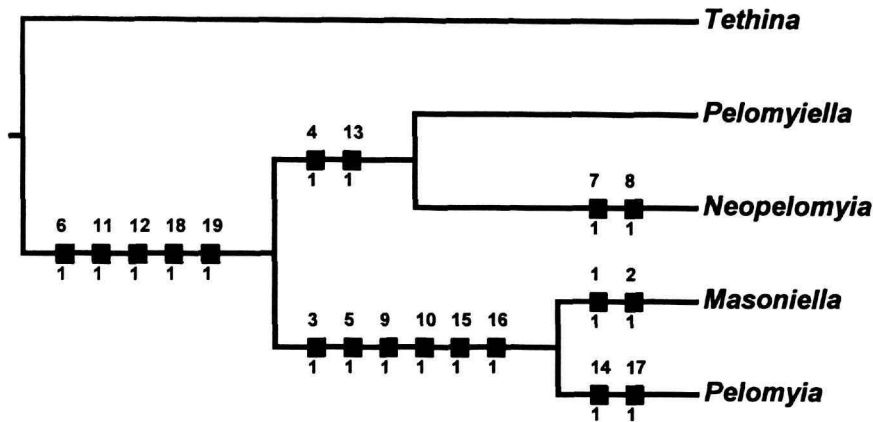 Tethina
Pelomyiella
4 13
1 1
7 8
Neopelomyia
1 1
6 11 12 18 19
1 1 1 1 1
1 2
Masoniella
1 1
3 5 9 10 15 16
1 1 1 1 1 1
14 17
Pelomyia
1 1